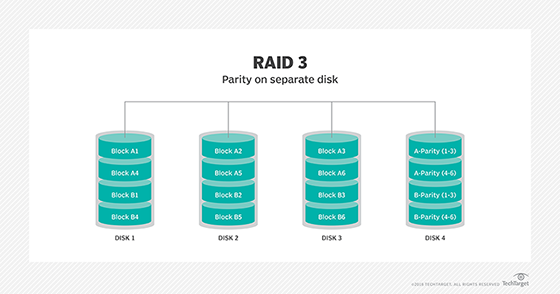 RAID 3
Parity on separate disk
Block A1
Block A2
Block A3
A-Parity (1-3)
Block A4
Block A5
Block A6
A-Parity (4-6)
Block B1
Block B2
Block B3
B-Parity (1-3)
Block B4
Block B5
Block B6
B-Parity (4-6)
DISK 1
DISK 2
DISK 3
DISK 4
©2018 TECHTARGET. ALL RIGHTS RESERVED
TechTarget